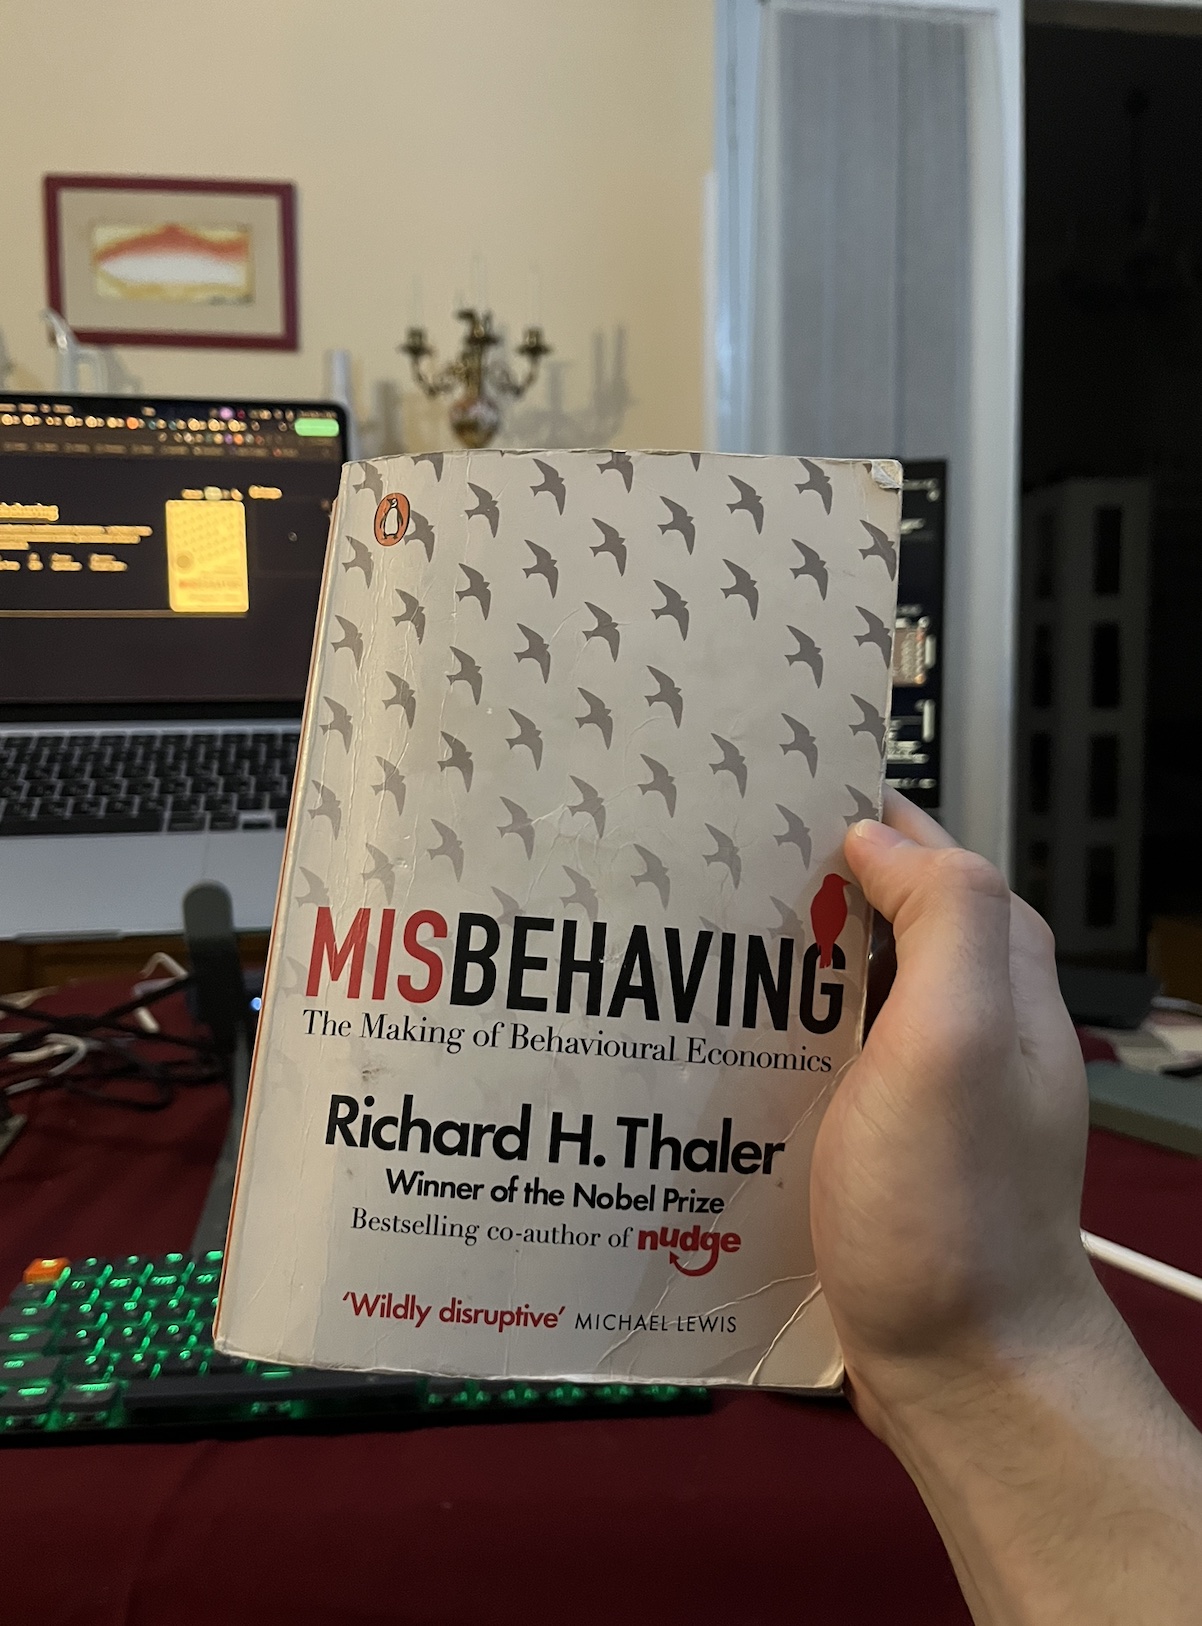 MISBEHAVING
The Making of Behavioural Economics
Richard H. Thaler
Winner of the Nobel Prize
Bestselling co-author of nudge
'Wildly disruptive' MICHAEL LEWIS